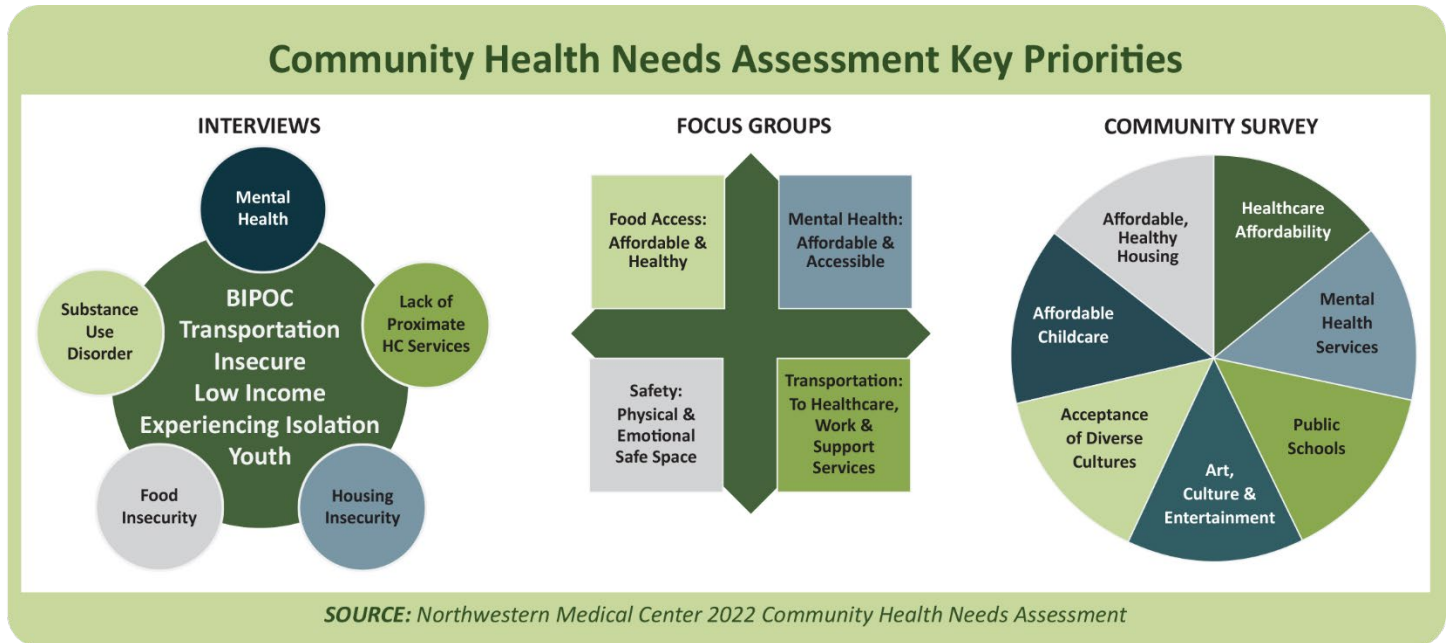 Community Health Needs Assessment Key Priorities
INTERVIEWS
Mental
Health
Substance
Use
Disorder
Lack of
Proximate
HC Services
BIPOC
Transportation
Insecure
Low Income
Experiencing Isolation
Youth
Food
Insecurity
Housing
Insecurity
FOCUS GROUPS
Food Access:
Affordable &
Healthy
Mental Health:
Affordable &
Accessible
Safety:
Physical &
Emotional
Safe Space
Transportation:
To Healthcare,
Work &
Support
Services
COMMUNITY SURVEY
Healthcare
Affordability
Mental
Health
Services
Public
Schools
Art,
Culture &
Entertainment
Acceptance
of Diverse
Cultures
Affordable
Childcare
Affordable,
Healthy
Housing
SOURCE: Northwestern Medical Center 2022 Community Health Needs Assessment